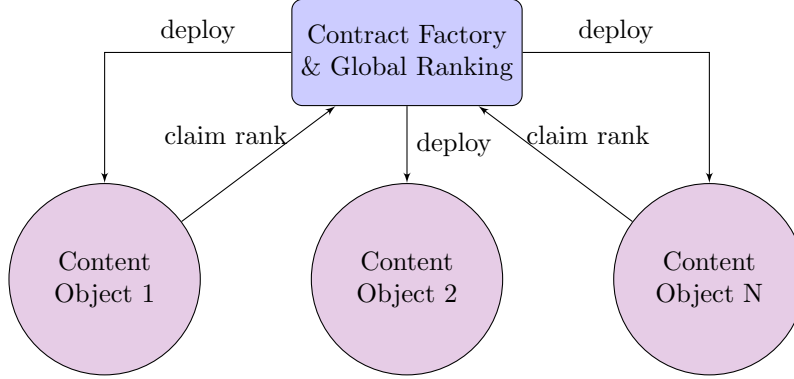 deploy
Contract Factory
& Global Ranking
deploy
claim rank
deploy
claim rank
Content
Object 1
Content
Object 2
Content
Object N